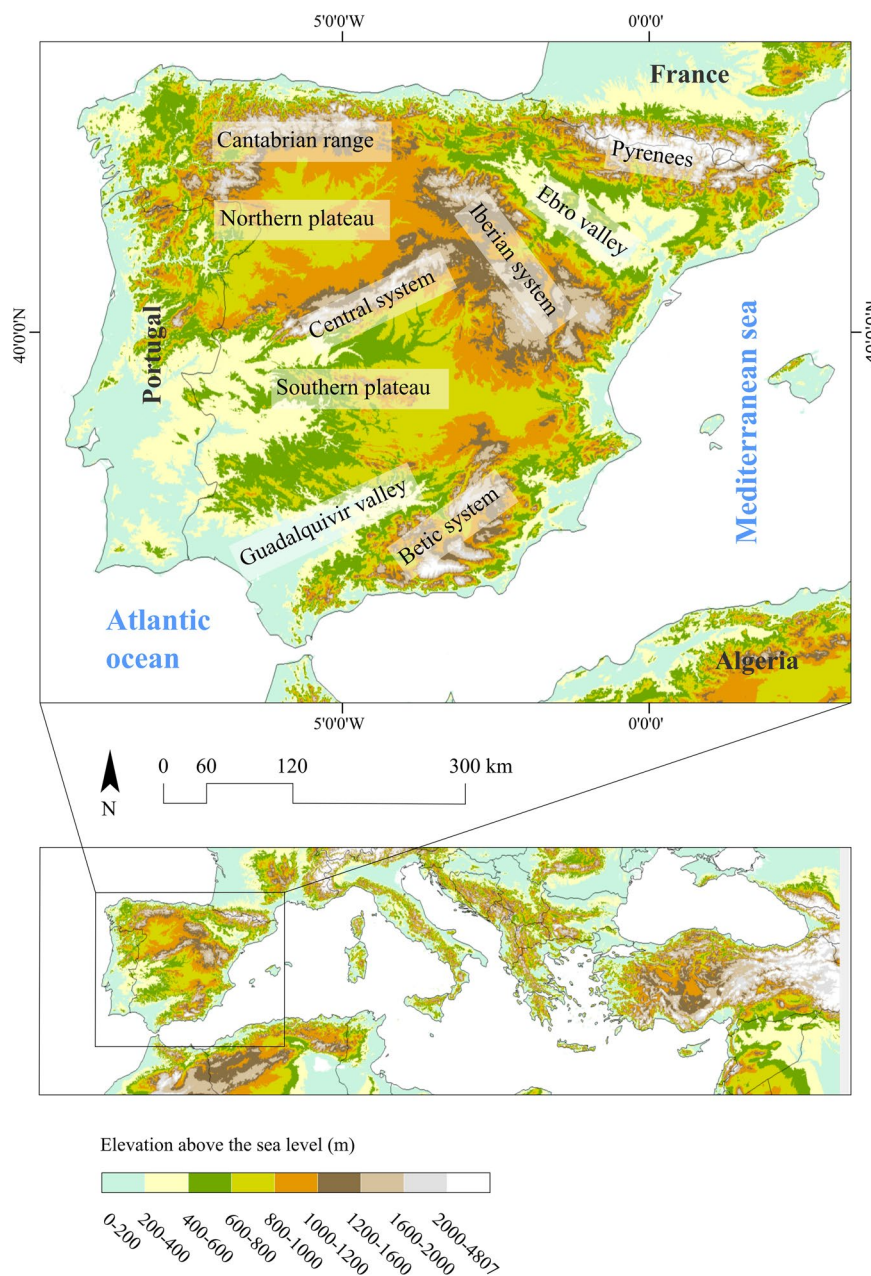 5'0'0"W 0'0'0"
France
Cantabrian range
Pyrenees
Ebro valley
Northern plateau
Iberian system
Central system
40'0'0"N
Portugal
Southern plateau
Mediterranean sea
Guadalquivir valley
Betic system
Atlantic
ocean
Algeria
5'0'0"W 0'0'0"
0 60 120 300 km
N
Elevation above the sea level (m)
0-200
200-400
400-600
600-800
800-1000
1000-1200
1200-1600
1600-2000
2000-4807